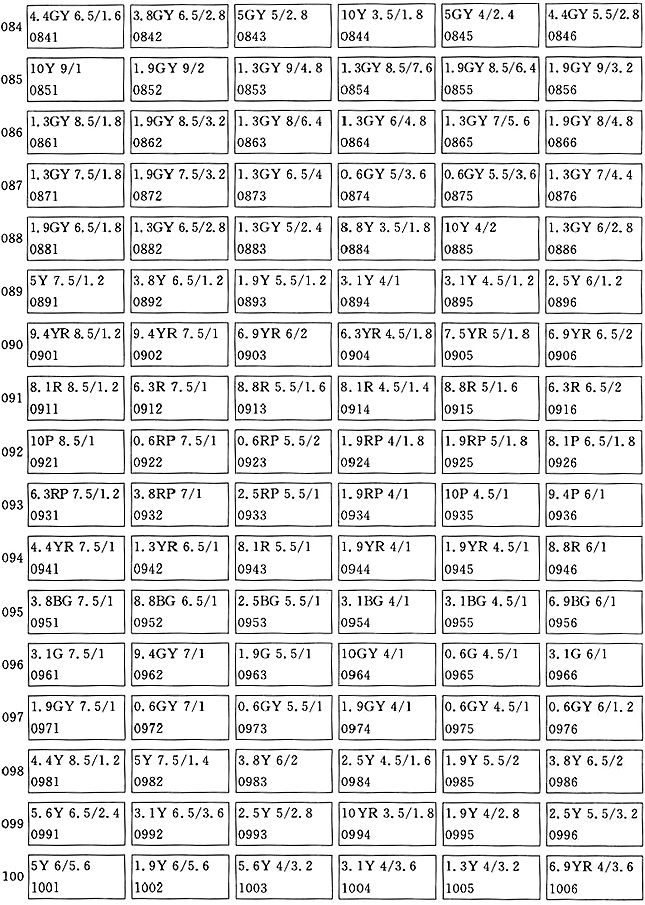 084
4.4GY 6.5/1.6 3.8GY 6.5/2.8 5GY 5/2.8 10Y 3.5/1.8 5GY 4/2.4 4.4GY 5.5/2.8
0841 0842 0843 0844 0845 0846
085
10Y 9/1 1.9GY 9/2 1.3GY 9/4.8 1.3GY 8.5/7.6 1.9GY 8.5/6.4 1.9GY 9/3.2
0851 0852 0853 0854 0855 0856
086
1.3GY 8.5/1.8 1.9GY 8.5/3.2 1.3GY 8/6.4 1.3GY 6/4.8 1.3GY 7/5.6 1.9GY 8/4.8
0861 0862 0863 0864 0865 0866
087
1.3GY 7.5/1.8 1.9GY 7.5/3.2 1.3GY 6.5/4 0.6GY 5/3.6 0.6GY 5.5/3.6 1.3GY 7/4.4
0871 0872 0873 0874 0875 0876
088
1.9GY 6.5/1.8 1.3GY 6.5/2.8 1.3GY 5/2.4 8.8Y 3.5/1.8 10Y 4/2 1.3GY 6/2.8
0881 0882 0883 0884 0885 0886
089
5Y 7.5/1.2 3.8Y 6.5/1.2 1.9Y 5.5/1.2 3.1Y 4/1 3.1Y 4.5/1.2 2.5Y 6/1.2
0891 0892 0893 0894 0895 0896
090
9.4YR 8.5/1.2 9.4YR 7.5/1 6.9YR 6/2 6.3YR 4.5/1.8 7.5YR 5/1.8 6.9YR 6.5/2
0901 0902 0903 0904 0905 0906
091
8.1R 8.5/1.2 6.3R 7.5/1 8.8R 5.5/1.6 8.1R 4.5/1.4 8.8R 5/1.6 6.3R 6.5/2
0911 0912 0913 0914 0915 0916
092
10P 8.5/1 0.6RP 7.5/1 0.6RP 5.5/2 1.9RP 4/1.8 1.9RP 5/1.8 8.1P 6.5/1.8
0921 0922 0923 0924 0925 0926
093
6.3RP 7.5/1.2 3.8RP 7/1 2.5RP 5.5/1 1.9RP 4/1 10P 4.5/1 9.4P 6/1
0931 0932 0933 0934 0935 0936
094
4.4YR 7.5/1 1.3YR 6.5/1 8.1R 5.5/1 1.9YR 4/1 1.9YR 4.5/1 8.8R 6/1
0941 0942 0943 0944 0945 0946
095
3.8BG 7.5/1 8.8BG 6.5/1 2.5BG 5.5/1 3.1BG 4/1 3.1BG 4.5/1 6.9BG 6/1
0951 0952 0953 0954 0955 0956
096
3.1G 7.5/1 9.4GY 7/1 1.9G 5.5/1 10GY 4/1 0.6G 4.5/1 3.1G 6/1
0961 0962 0963 0964 0965 0966
097
1.9GY 7.5/1 0.6GY 7/1 0.6GY 5.5/1 1.9GY 4/1 0.6GY 4.5/1 0.6GY 6/1.2
0971 0972 0973 0974 0975 0976
098
4.4Y 8.5/1.2 5Y 7.5/1.4 3.8Y 6/2 2.5Y 4.5/1.6 1.9Y 5.5/2 3.8Y 6.5/2
0981 0982 0983 0984 0985 0986
099
5.6Y 6.5/2.4 3.1Y 6.5/3.6 2.5Y 5/2.8 10YR 3.5/1.8 1.9Y 4/2.8 2.5Y 5.5/3.2
0991 0992 0993 0994 0995 0996
100
5Y 6/5.6 1.9Y 6/5.6 5.6Y 4/3.2 3.1Y 4/3.6 1.3Y 4/3.2 6.9YR 4/3.6
1001 1002 1003 1004 1005 1006